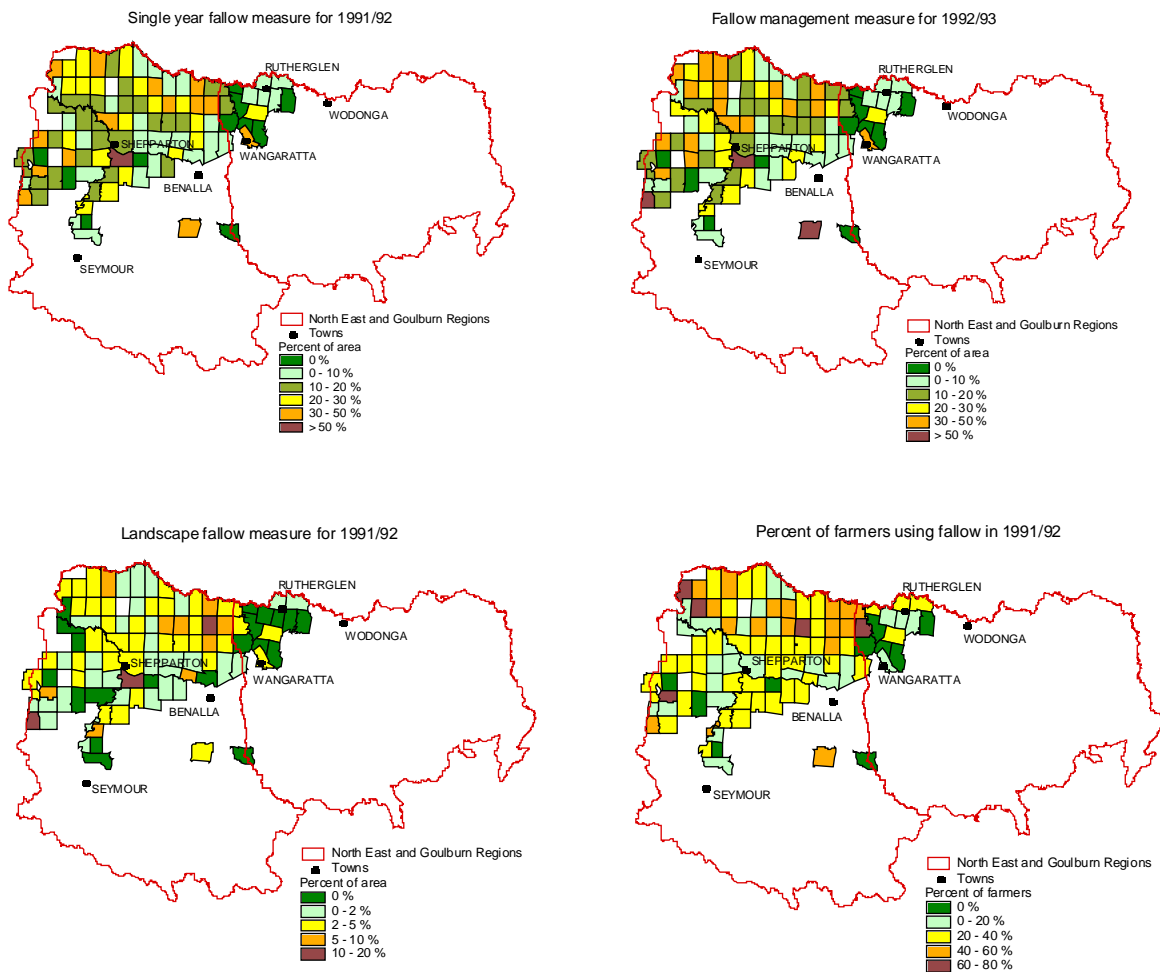 Single year fallow measure for 1991/92
RUTHERGLEN
WODONGA
SHEPPARTON
WANGARATTA
BENALLA
SEYMOUR
North East and Goulburn Regions
Towns
Percent of area
0 %
0 - 10 %
10 - 20 %
20 - 30 %
30 - 50 %
> 50 %
Fallow management measure for 1992/93
RUTHERGLEN
WODONGA
SHEPPARTON
WANGARATTA
BENALLA
SEYMOUR
North East and Goulburn Regions
Towns
Percent of area
0 %
0 - 10 %
10 - 20 %
20 - 30 %
30 - 50 %
> 50 %
Landscape fallow measure for 1991/92
RUTHERGLEN
WODONGA
SHEPPARTON
WANGARATTA
BENALLA
SEYMOUR
North East and Goulburn Regions
Towns
Percent of area
0 %
0 - 2 %
2 - 5 %
5 - 10 %
10 - 20 %
Percent of farmers using fallow in 1991/92
RUTHERGLEN
WODONGA
SHEPPARTON
WANGARATTA
BENALLA
SEYMOUR
North East and Goulburn Regions
Towns
Percent of farmers
0 %
0 - 20 %
20 - 40 %
40 - 60 %
60 - 80 %